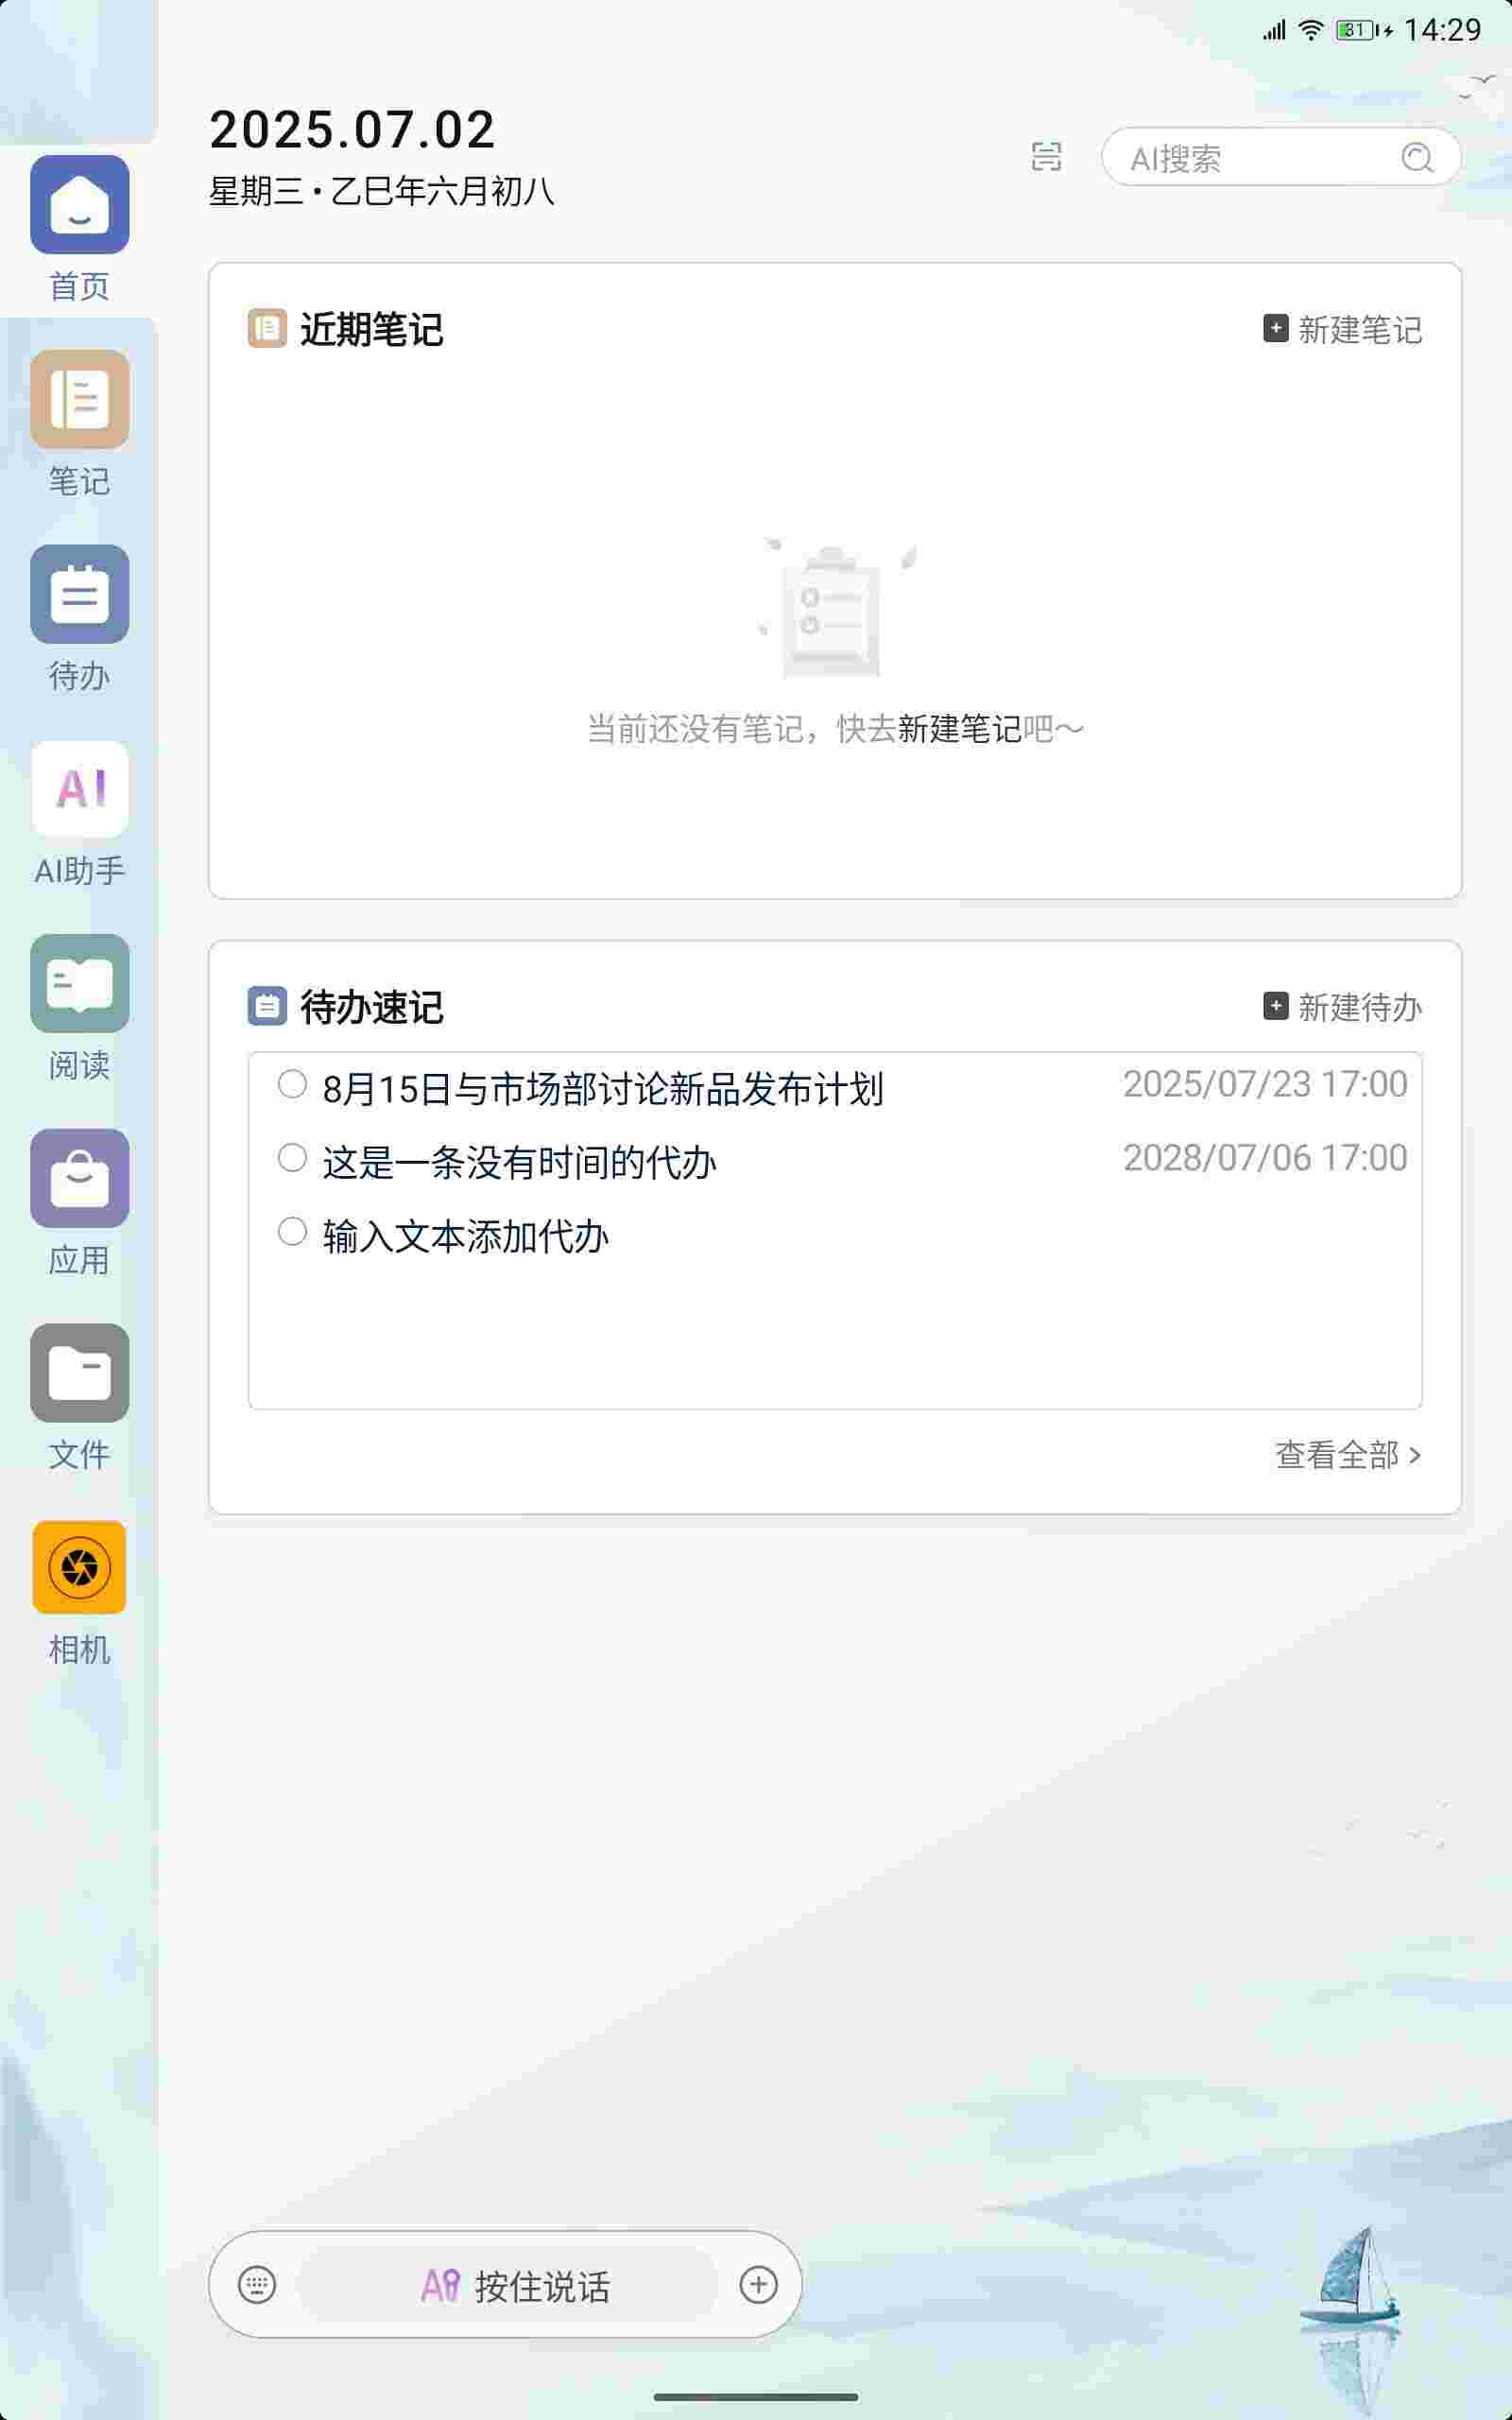 81 14:29
2025.07.02
星期三·乙巳年六月初八
AI搜索
首页
笔记
待办
AI
AI助手
阅读
应用
文件
相机
近期笔记
新建笔记
当前还没有笔记，快去新建笔记吧～
待办速记
新建待办
8月15日与市场部讨论新品发布计划 2025/07/23 17:00
这是一条没有时间的代办 2028/07/06 17:00
输入文本添加代办
查看全部 >
按住说话